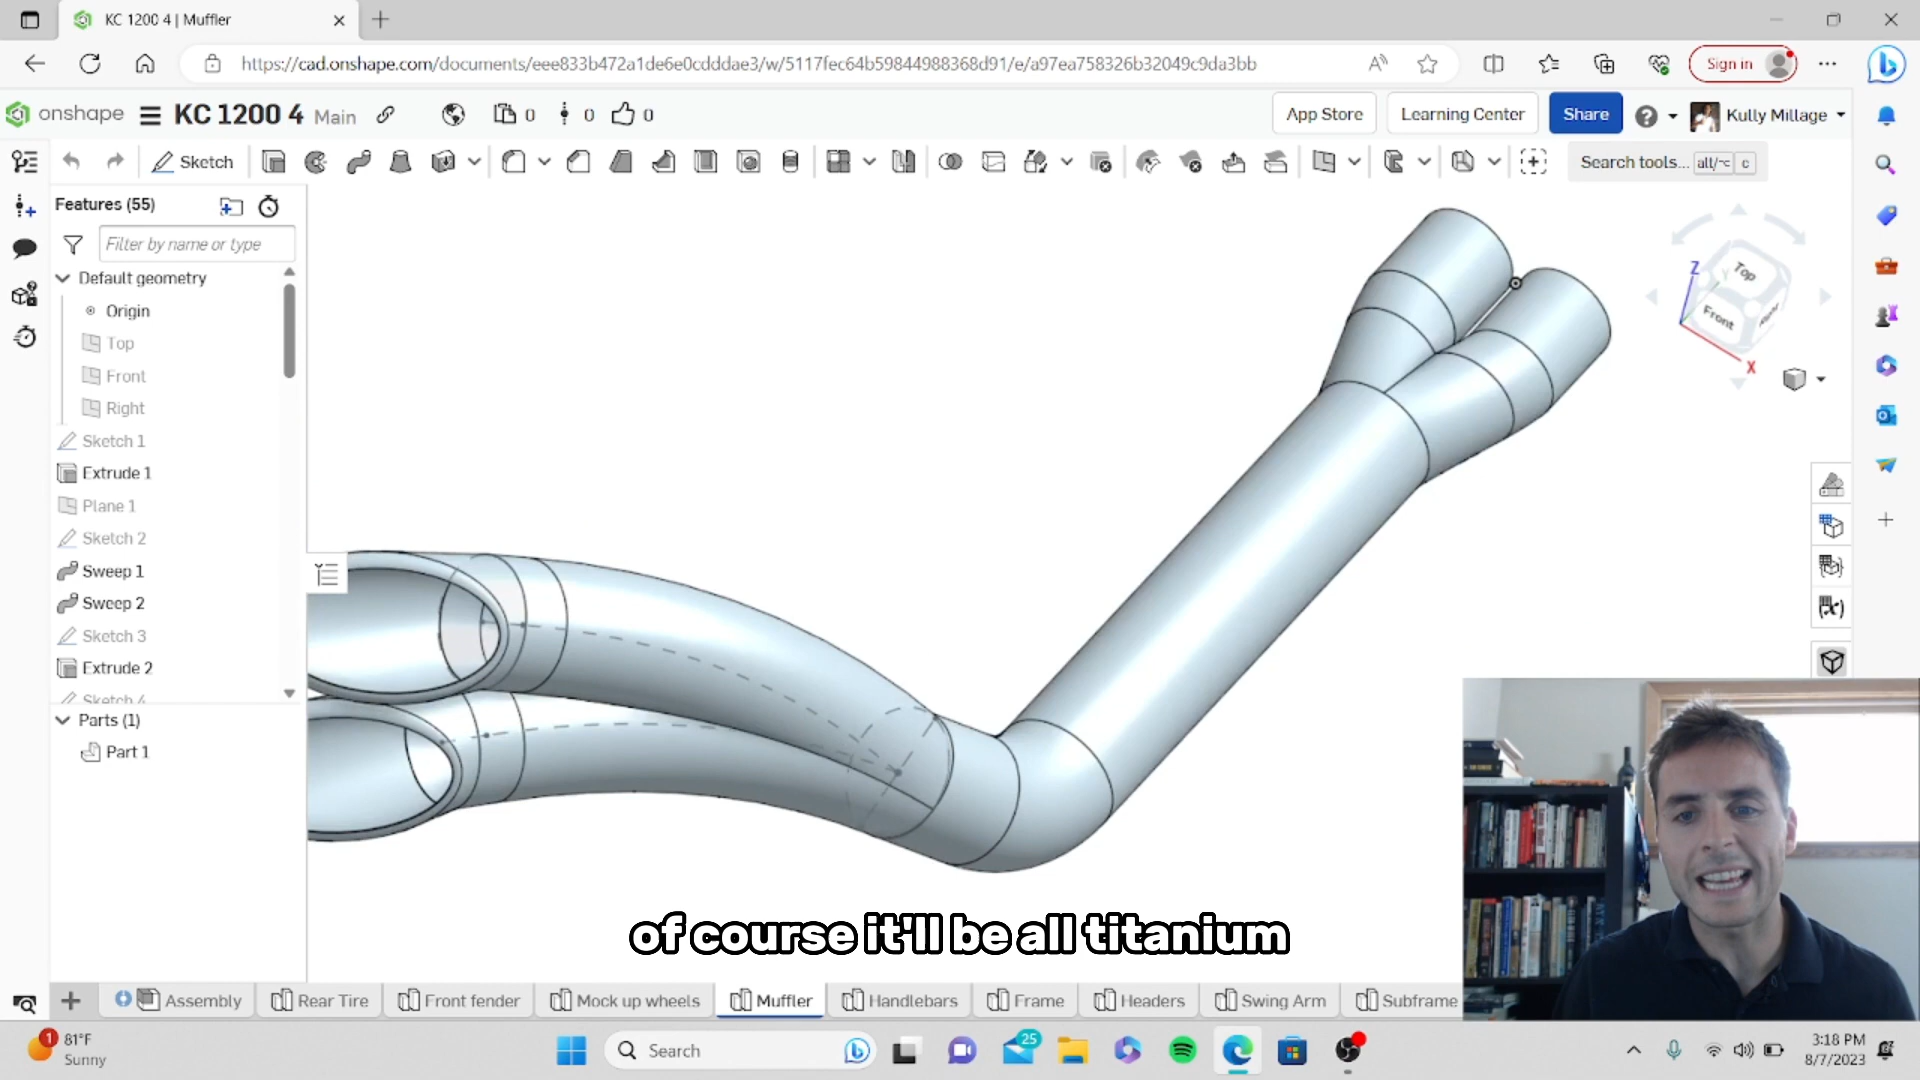 KC 1200 4 | Muffler
https://cad.onshape.com/documents/eee833b472a1de6e0cdddae3/w/5117fec64b59844988368d91/e/a97ea758326b32049c9da3bb
Sign in
onshape
KC 1200 4 Main
0
0
0
App Store
Learning Center
Share
Kully Millage
Sketch
Search tools... alt/⌥ c
Features (55)
Filter by name or type
Default geometry
Origin
Top
Front
Right
Sketch 1
Extrude 1
Plane 1
Sketch 2
Sweep 1
Sweep 2
Sketch 3
Extrude 2
Sketch 4
Parts (1)
Part 1
Z
Y
Top
Front
Right
X
of course it'll be all titanium
Assembly
Rear Tire
Front fender
Mock up wheels
Muffler
Handlebars
Frame
Headers
Swing Arm
Subframe
1
81°F
Sunny
Search
25
3:18 PM
8/7/2023